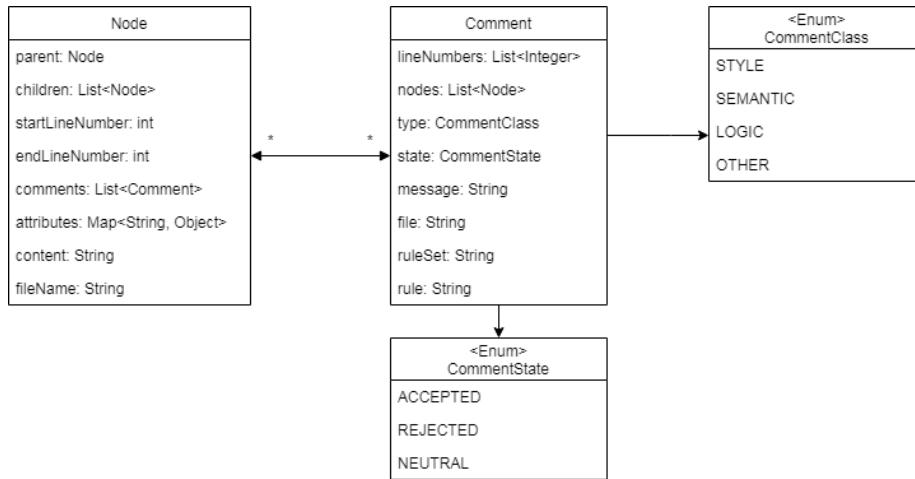 Node
parent: Node
children: List<Node>
startLineNumber: int
endLineNumber: int
comments: List<Comment>
attributes: Map<String, Object>
content: String
fileName: String
*
*
Comment
lineNumbers: List<Integer>
nodes: List<Node>
type: CommentClass
state: CommentState
message: String
file: String
ruleSet: String
rule: String
<Enum>
CommentClass
STYLE
SEMANTIC
LOGIC
OTHER
<Enum>
CommentState
ACCEPTED
REJECTED
NEUTRAL